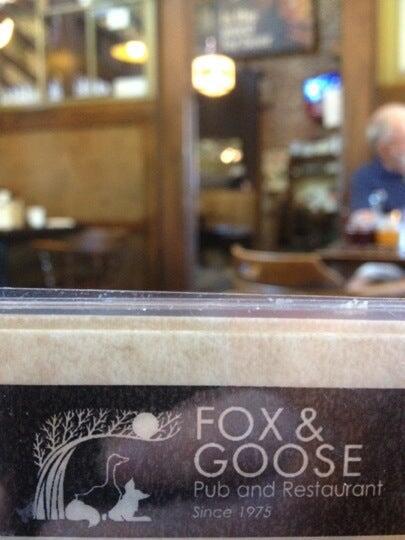 FOX &
GOOSE
Pub and Restaurant
Since 1975